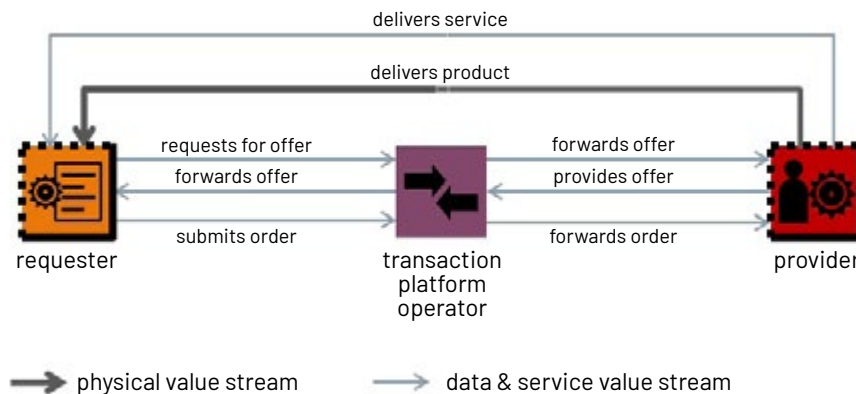 delivers service
delivers product
requests for offer
forwards offer
forwards offer
provides offer
submits order
forwards order
requester
transaction
platform
operator
provider
physical value stream
data & service value stream